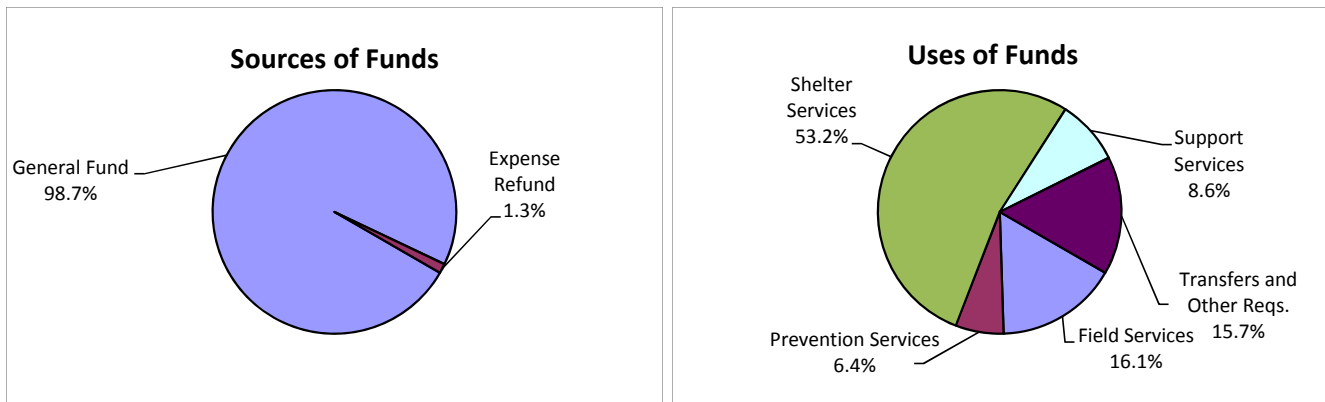 Sources of Funds
General Fund
98.7%
Expense
Refund
1.3%
Uses of Funds
Shelter
Services
53.2%
Support
Services
8.6%
Transfers and
Other Reqs.
15.7%
Field Services
16.1%
Prevention Services
6.4%